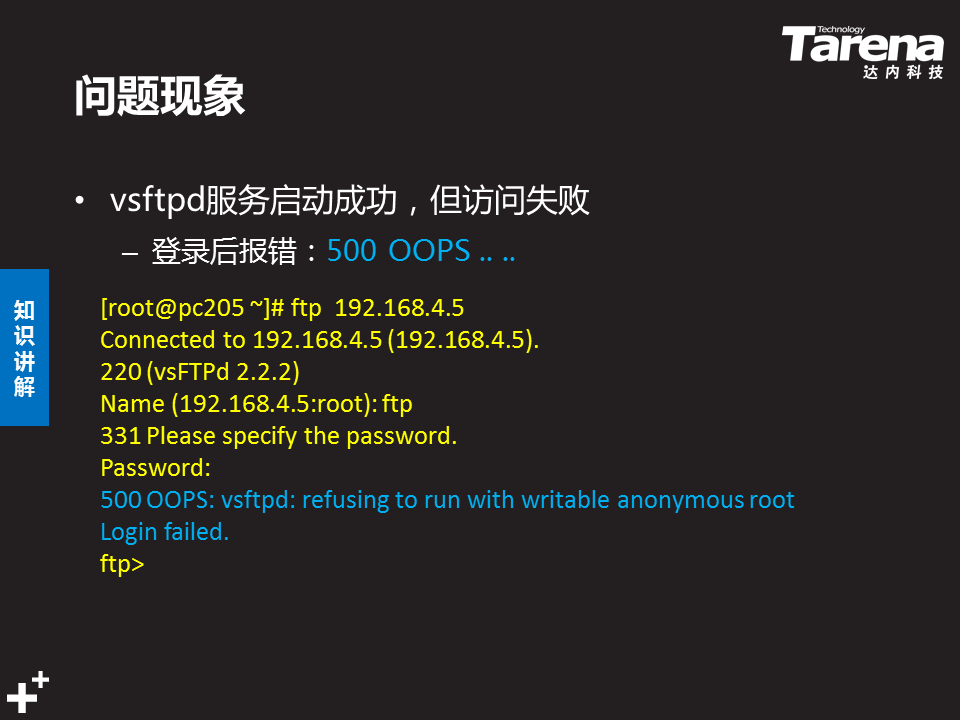 Technology
Tarena
达内科技
问题现象
• vsftpd服务启动成功，但访问失败
– 登录后报错：500 OOPS .. ..
知识讲解
[root@pc205 ~]# ftp  192.168.4.5
Connected to 192.168.4.5 (192.168.4.5).
220 (vsFTPd 2.2.2)
Name (192.168.4.5:root): ftp
331 Please specify the password.
Password:
500 OOPS: vsftpd: refusing to run with writable anonymous root
Login failed.
ftp>